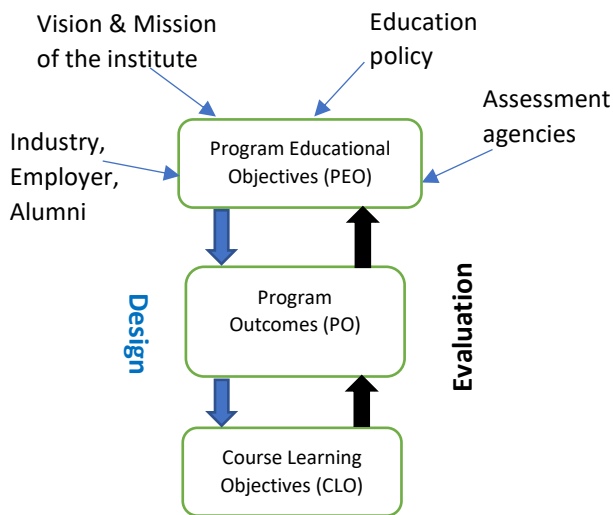 Vision & Mission
of the institute
Education
policy
Assessment
agencies
Industry,
Employer,
Alumni
Program Educational
Objectives (PEO)
Design
Program
Outcomes (PO)
Evaluation
Course Learning
Objectives (CLO)